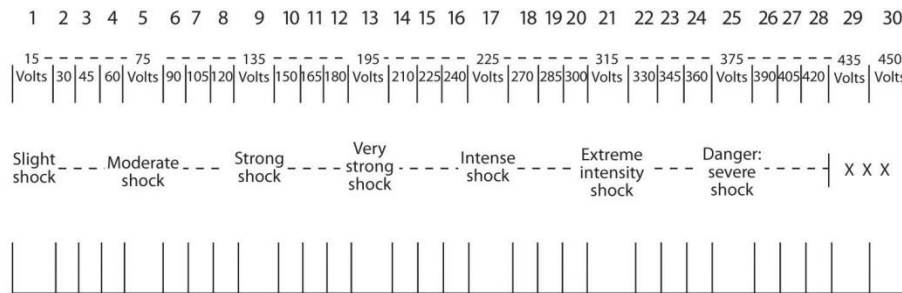 1 2 3 4 5 6 7 8 9 10 11 12 13 14 15 16 17 18 19 20 21 22 23 24 25 26 27 28 29 30
15 75 135 195 225 315 375 435 450
Volts 30 45 60 Volts 90 105 120 Volts 150 165 180 Volts 210 225 240 Volts 270 285 300 Volts 330 345 360 Volts 390 405 420 Volts Volts
Slight shock
Moderate shock
Strong shock
Very strong shock
Intense shock
Extreme intensity shock
Danger: severe shock
X X X